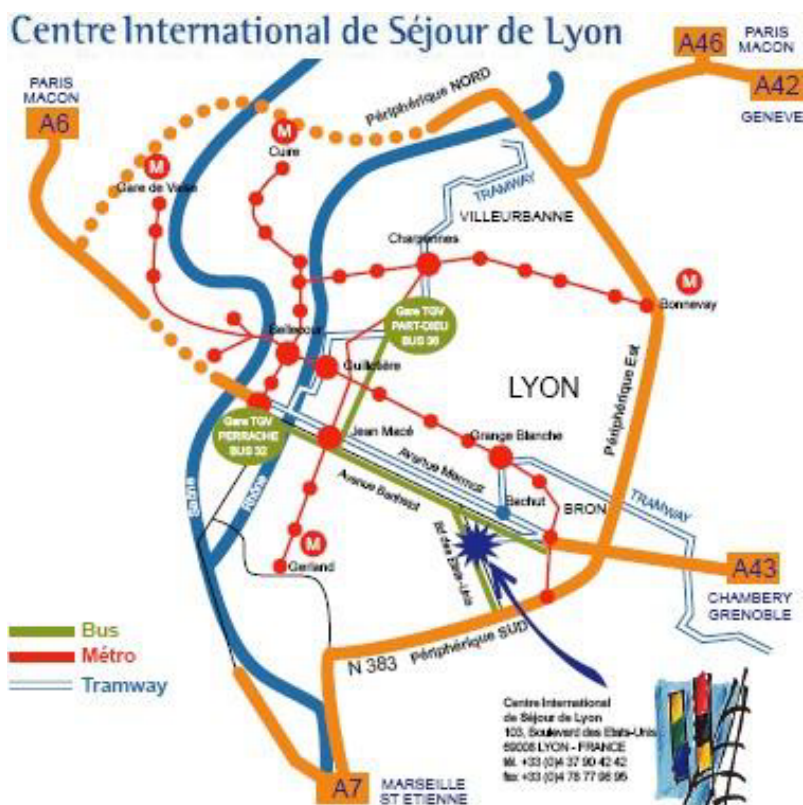 Centre International de Séjour de Lyon
A46
PARIS
MACON
A42
GENEVE
PARIS
MACON
A6
Périphérique NORD
M
Cuire
M
Gare de Vaise
TRAMWAY
VILLEURBANNE
Charpennes
M
Bonnevay
Gare TGV
PART-DIEU
BUS 36
Bellecour
Guillotière
LYON
Périphérique Est
Gare TGV
PERRACHE
BUS 32
Jean Macé
Grange Blanche
Avenue Mermoz
Avenue Berthelot
Bachut
BRON
TRAMWAY
Saône
Rhône
M
Gerland
Bd des Etats-Unis
A43
CHAMBERY
GRENOBLE
Bus
Métro
Tramway
N 383
Périphérique SUD
Centre International
de Séjour de Lyon
103, Boulevard des Etats-Unis
69008 LYON - FRANCE
tél. +33 (0)4 37 90 42 42
fax +33 (0)4 78 77 96 95
A7
MARSEILLE
ST ETIENNE